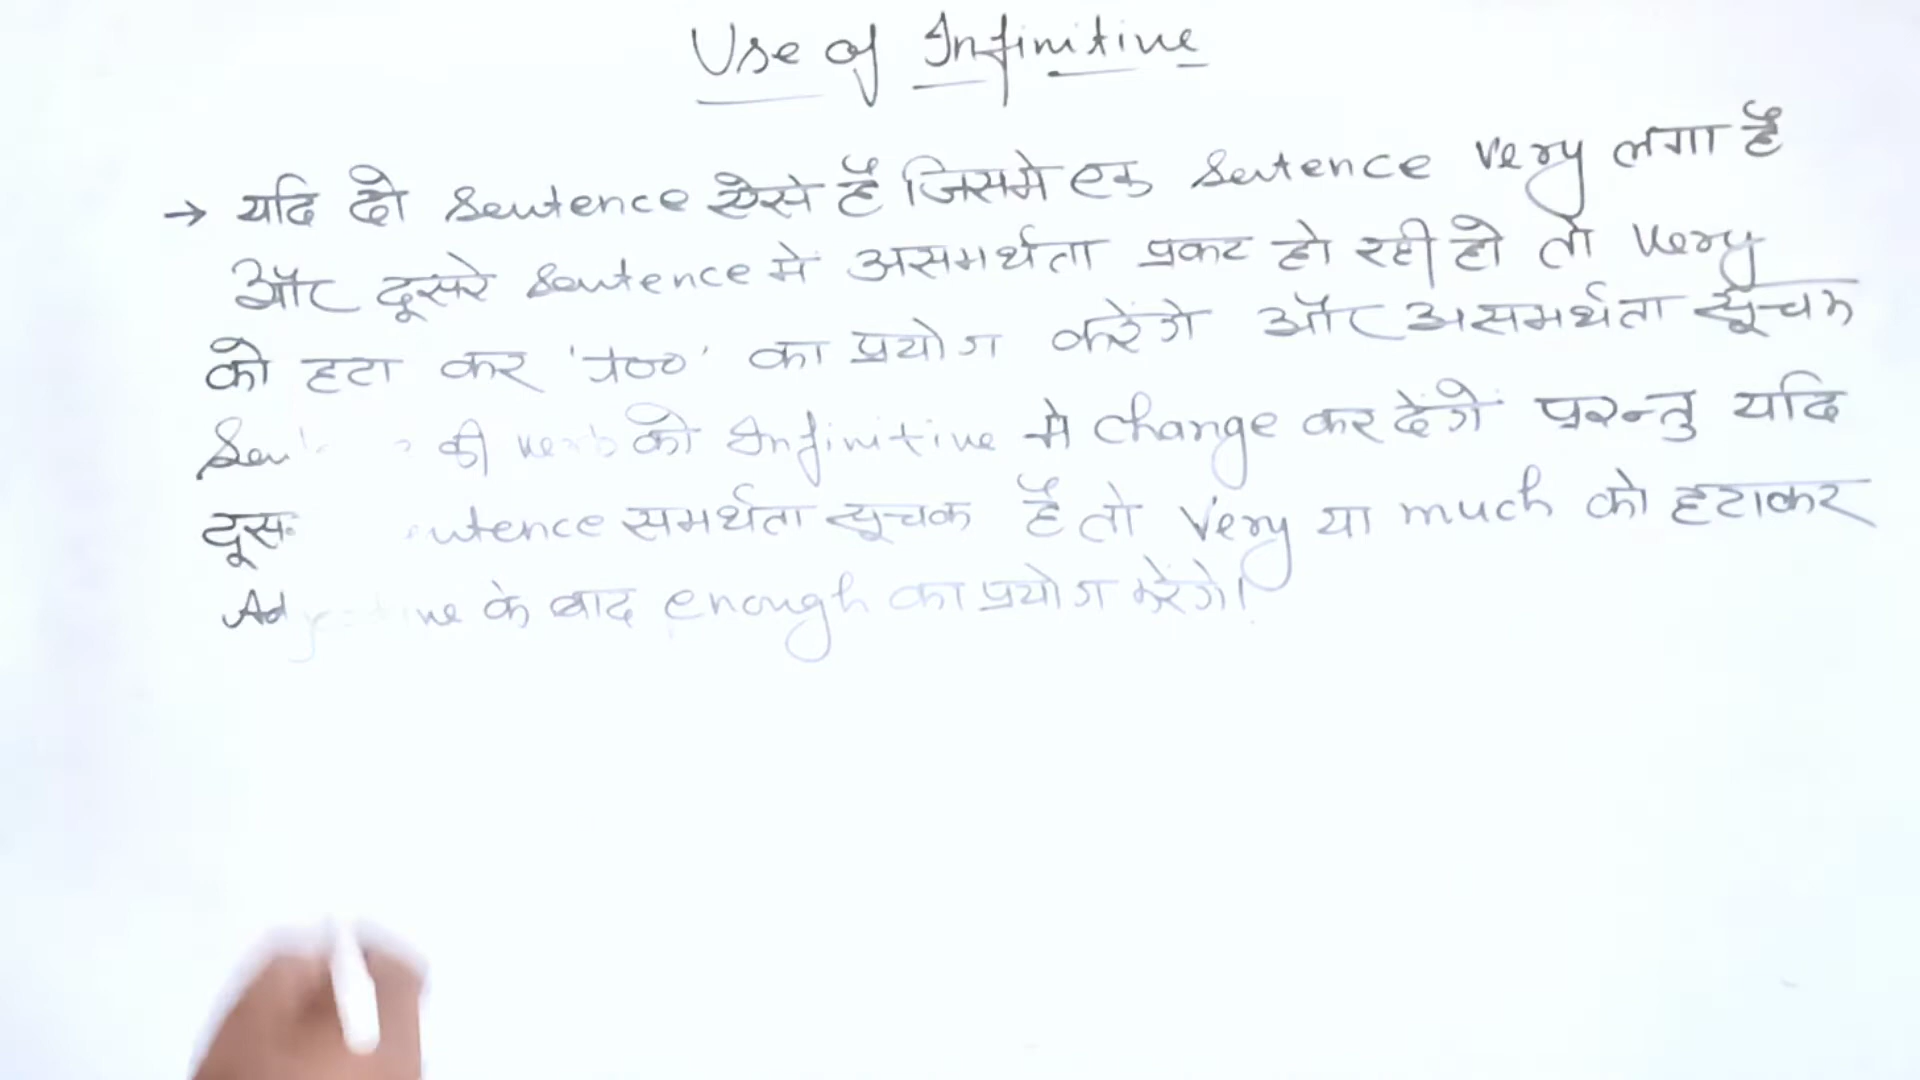 Use of Infinitive
→ यदि दो Sentence ऐसे हैं जिसमे एक Sentence very लगा है
और दूसरे Sentence में असमर्थता प्रकट हो रही हो तो very
को हटा कर 'too' का प्रयोग करेंगे और असमर्थता सूचक
की verb को Infinitive में change कर देंगे परन्तु यदि
समर्थता सूचक है तो Very या much को हटाकर
के बाद enough का प्रयोग करेंगे।